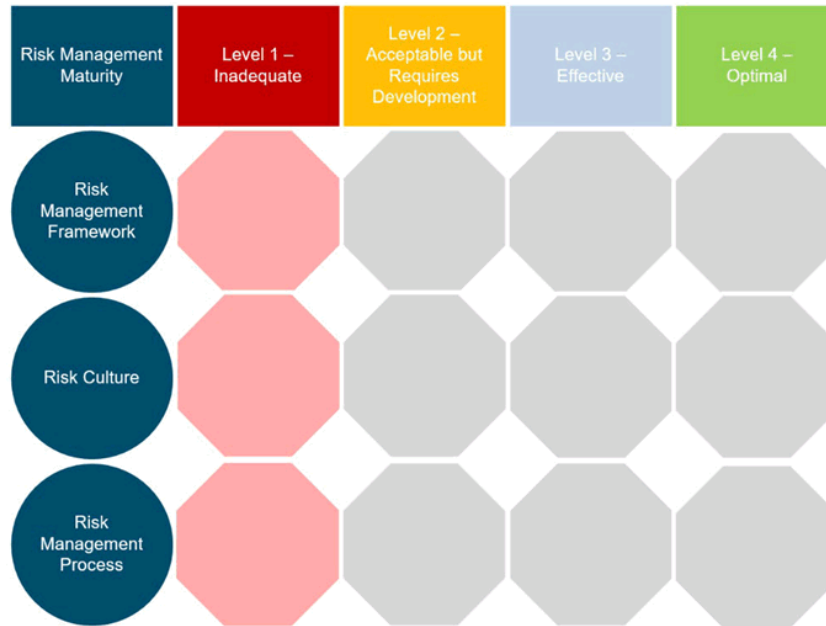 Risk Management
Maturity
Level 1 –
Inadequate
Level 2 –
Acceptable but
Requires
Development
Level 3 –
Effective
Level 4 –
Optimal
Risk
Management
Framework
Risk Culture
Risk
Management
Process